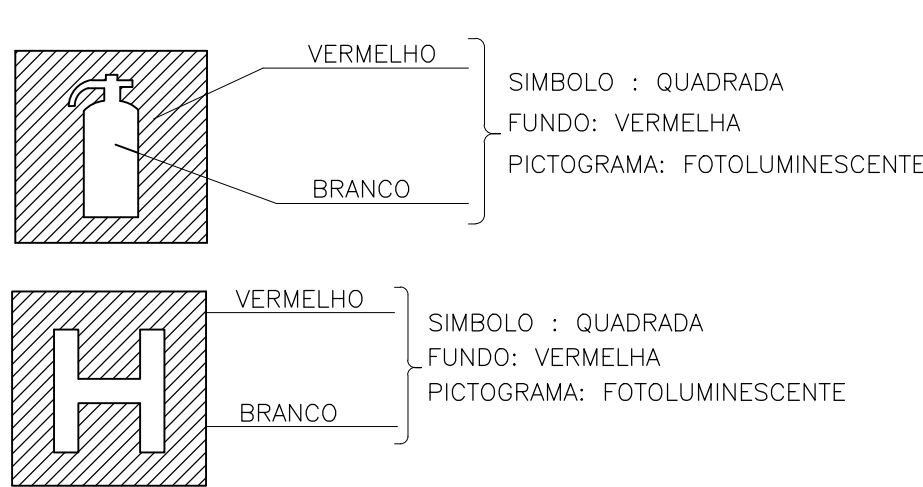 VERMELHO
SIMBOLO : QUADRADA
FUNDO: VERMELHA
PICTOGRAMA: FOTOLUMINESCENTE
BRANCO
VERMELHO
SIMBOLO : QUADRADA
FUNDO: VERMELHA
PICTOGRAMA: FOTOLUMINESCENTE
BRANCO
H